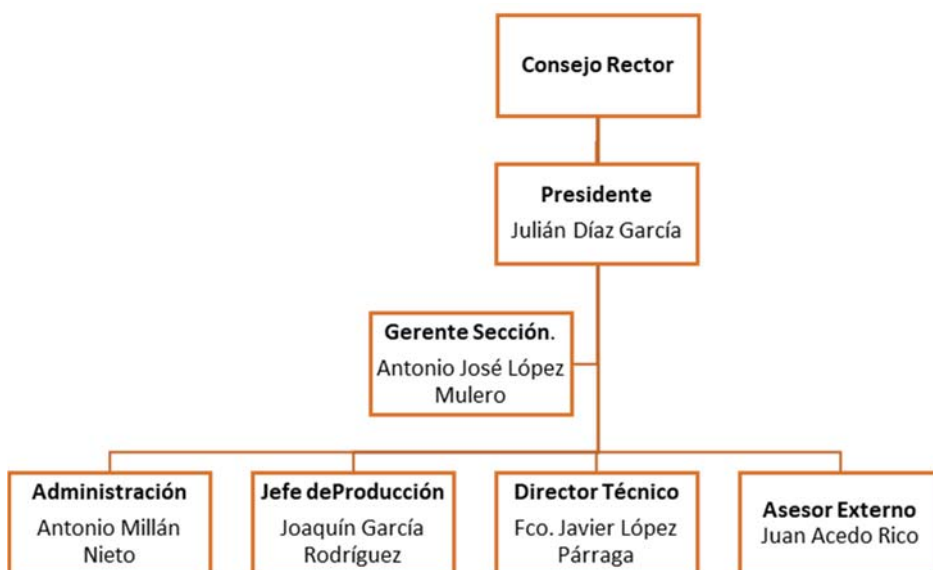 Consejo Rector
Presidente
Julián Díaz García
Gerente Sección.
Antonio José López
Mulero
Administración
Antonio Millán
Nieto
Jefe deProducción
Joaquín García
Rodríguez
Director Técnico
Fco. Javier López
Párraga
Asesor Externo
Juan Acedo Rico